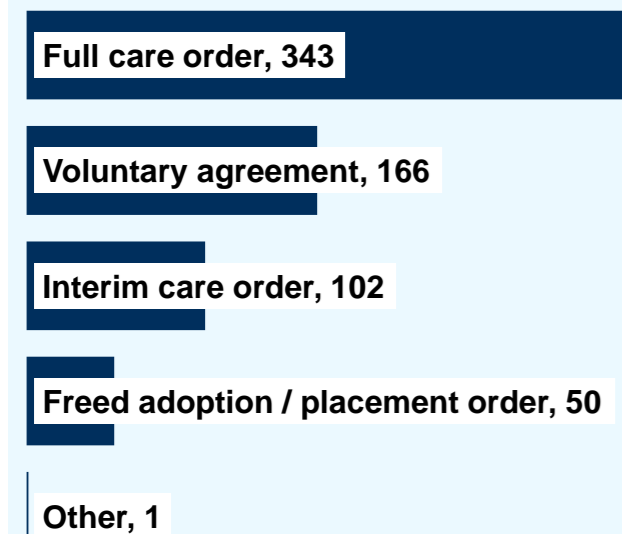 Full care order, 343
Voluntary agreement, 166
Interim care order, 102
Freed adoption / placement order, 50
Other, 1